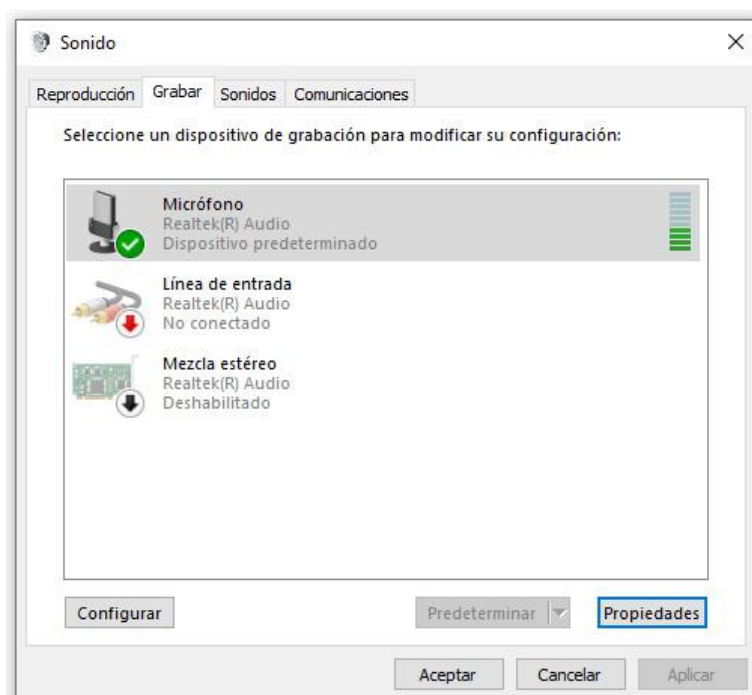 Sonido
Reproducción Grabar Sonidos Comunicaciones
Seleccione un dispositivo de grabación para modificar su configuración:
Micrófono
Realtek(R) Audio
Dispositivo predeterminado
Línea de entrada
Realtek(R) Audio
No conectado
Mezcla estéreo
Realtek(R) Audio
Deshabilitado
Configurar Predeterminar Propiedades
Aceptar Cancelar Aplicar